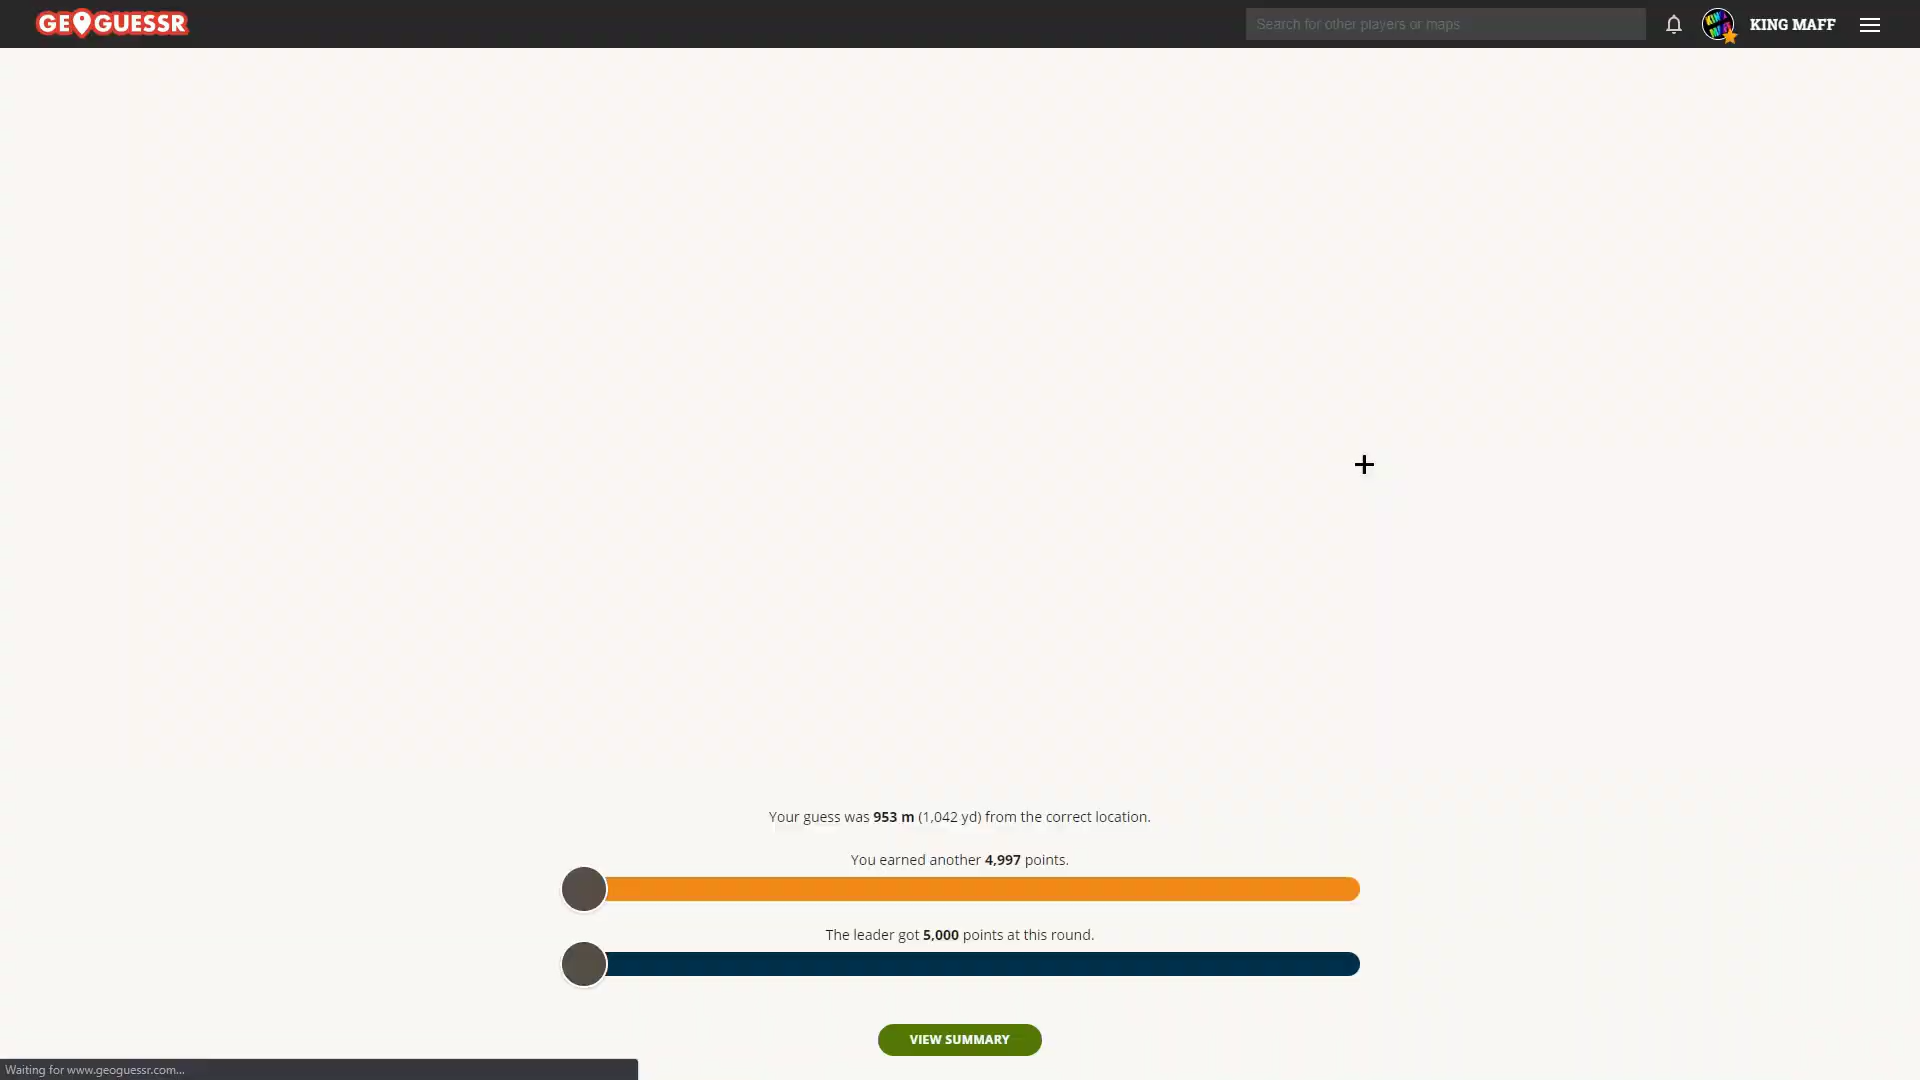 GEOGUESSR
Search for other players or maps
KING MAFF
Your guess was 953 m (1,042 yd) from the correct location.
You earned another 4,997 points.
The leader got 5,000 points at this round.
VIEW SUMMARY
Waiting for www.geoguessr.com...